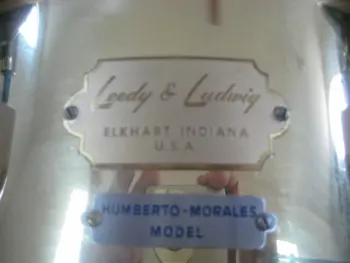 Leedy & Ludwig
ELKHART, INDIANA
U.S.A.
HUMBERTO-MORALES
MODEL